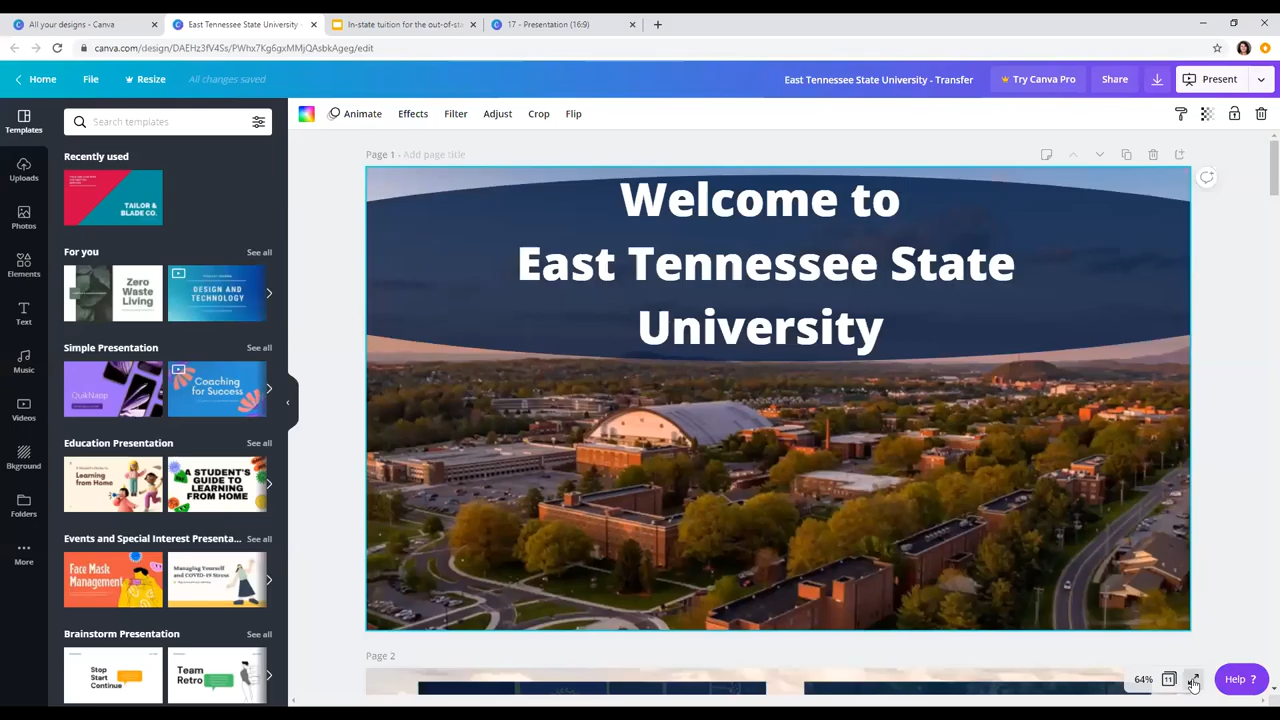 All your designs - Canva
East Tennessee State University -
In-state tuition for the out-of-sta
17 - Presentation (16:9)
canva.com/design/DAEHz3fV4Ss/PWhx7Kg6gxMMjQAsbkAgeg/edit
Home
File
Resize
All changes saved
East Tennessee State University - Transfer
Try Canva Pro
Share
Present
Templates
Uploads
Photos
Elements
Text
Music
Videos
Bkground
Folders
More
Search templates
Recently used
TAILOR &
BLADE CO.
For you
See all
Zero
Waste
Living
DESIGN AND
TECHNOLOGY
Simple Presentation
See all
QuikNapp
Coaching
for Success
Education Presentation
See all
Learning
from Home
A STUDENT'S
GUIDE TO
LEARNING
FROM HOME
Events and Special Interest Presenta...
See all
Face Mask
Management
Managing Yourself
and COVID-19 Stress
Brainstorm Presentation
See all
Stop
Start
Continue
Team
Retro
Animate
Effects
Filter
Adjust
Crop
Flip
Page 1 - Add page title
Welcome to
East Tennessee State
University
Page 2
64%
11
Help ?